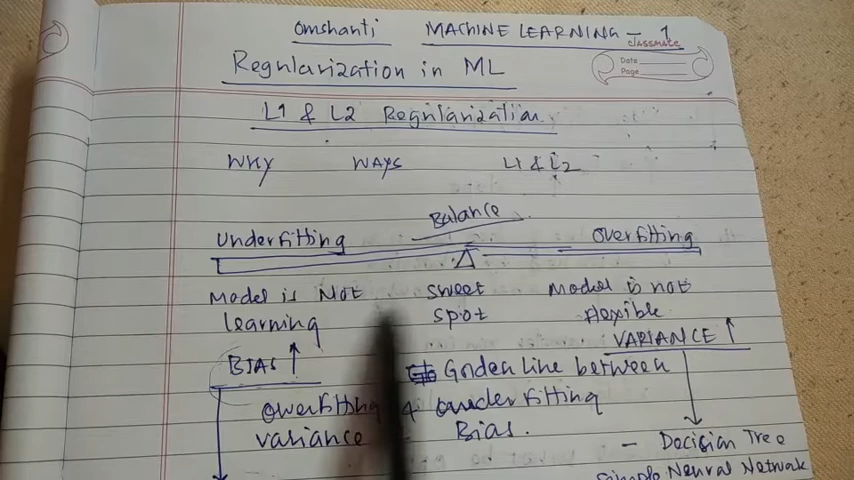 Omshanti MACHINE LEARNING - 1
CLASSMATE
Date
Page
Regularization in ML
L1 & L2 Regularization
WHY WAYS L1 & L2
Balance
Underfitting Overfitting
Model is Not Sweet Model is not
learning spot flexible
VARIANCE ↑
BIAS ↑ Golden Line between
overfitting & underfitting
variance Bias.
- Decision Tree
Simple Neural Network